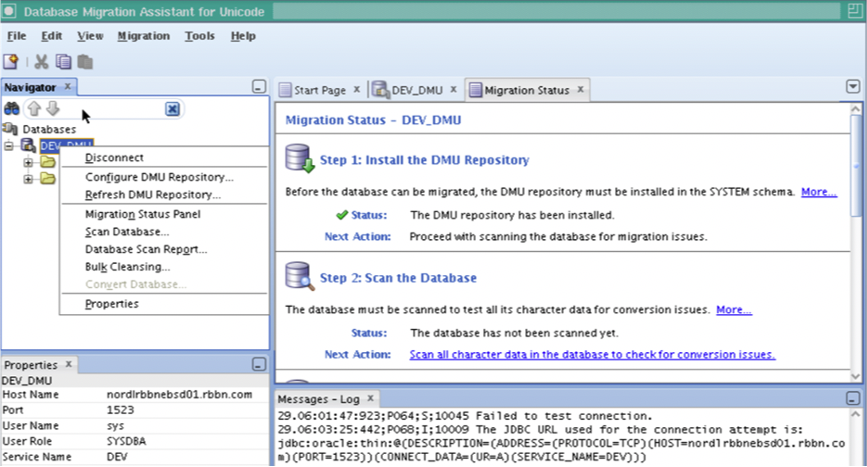 Database Migration Assistant for Unicode
File Edit View Migration Tools Help
Navigator x
Databases
DEV_DMU
Disconnect
Configure DMU Repository...
Refresh DMU Repository...
Migration Status Panel
Scan Database...
Database Scan Report...
Bulk Cleansing...
Convert Database...
Properties
Properties x
DEV_DMU
Host Name nordlrbbnebsd01.rbbn.com
Port 1523
User Name sys
User Role SYSDBA
Service Name DEV
Start Page x DEV_DMU x Migration Status x
Migration Status - DEV_DMU
Step 1: Install the DMU Repository
Before the database can be migrated, the DMU repository must be installed in the SYSTEM schema. More...
Status: The DMU repository has been installed.
Next Action: Proceed with scanning the database for migration issues.
Step 2: Scan the Database
The database must be scanned to test all its character data for conversion issues. More...
Status: The database has not been scanned yet.
Next Action: Scan all character data in the database to check for conversion issues.
Messages - Log x
29.06:01:47:923;P064;S;10045 Failed to test connection.
29.06:03:25:442;P068;I;10009 The JDBC URL used for the connection attempt is:
jdbc:oracle:thin:@(DESCRIPTION=(ADDRESS=(PROTOCOL=TCP)(HOST=nordlrbbnebsd01.rbbn.co
m)(PORT=1523))(CONNECT_DATA=(UR=A)(SERVICE_NAME=DEV)))